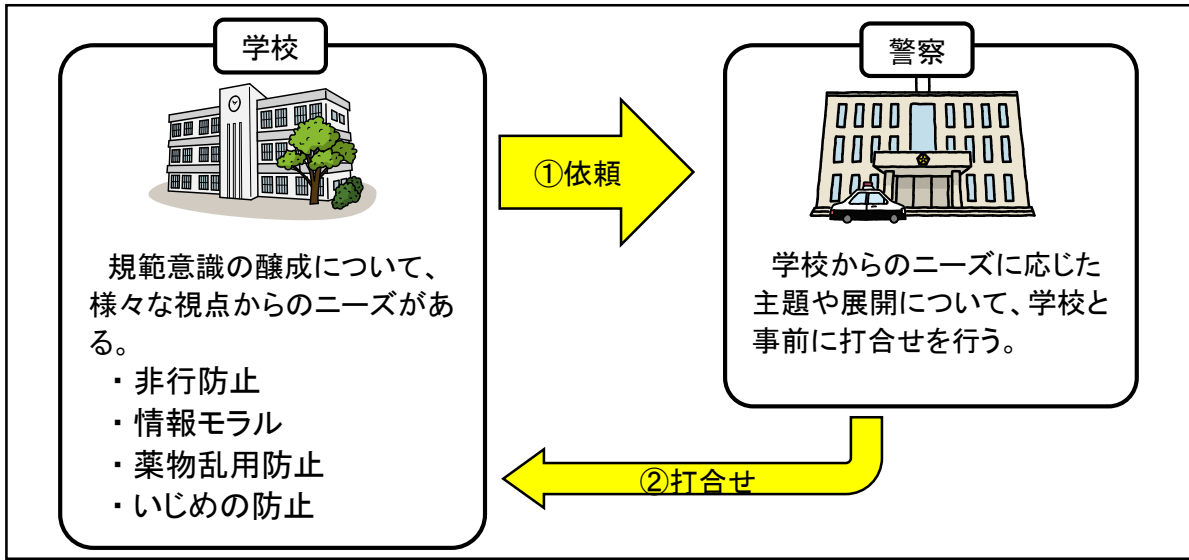 学校
規範意識の醸成について、
様々な視点からのニーズがあ
る。
・非行防止
・情報モラル
・薬物乱用防止
・いじめの防止
①依頼
警察
学校からのニーズに応じた
主題や展開について、学校と
事前に打合せを行う。
②打合せ